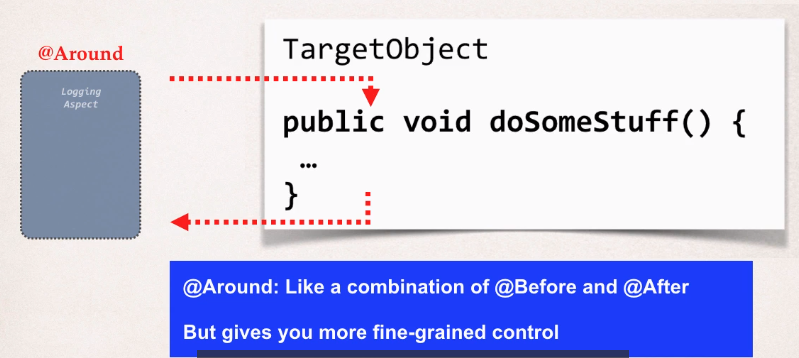 @Around
Logging
Aspect
TargetObject
public void doSomeStuff() {
…
}
@Around: Like a combination of @Before and @After
But gives you more fine-grained control